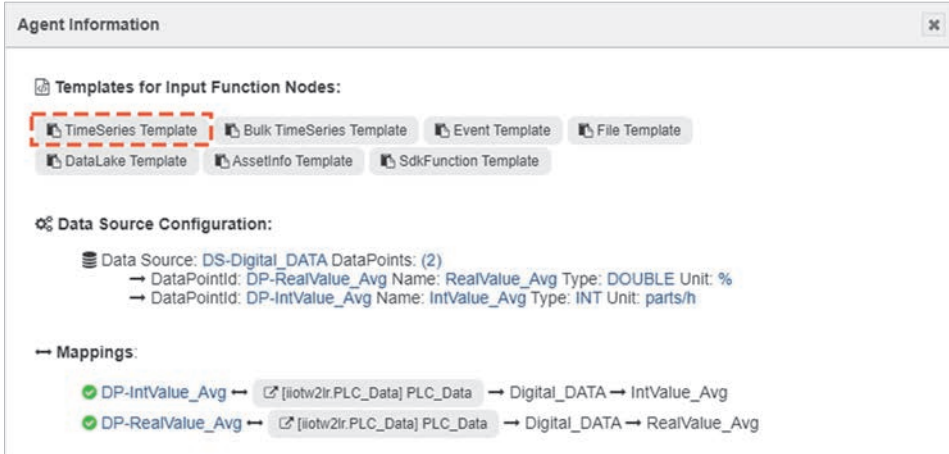 Agent Information
Templates for Input Function Nodes:
TimeSeries Template Bulk TimeSeries Template Event Template File Template
DataLake Template AssetInfo Template SdkFunction Template
Data Source Configuration:
Data Source: DS-Digital_DATA DataPoints: (2)
→ DataPointId: DP-RealValue_Avg Name: RealValue_Avg Type: DOUBLE Unit: %
→ DataPointId: DP-IntValue_Avg Name: IntValue_Avg Type: INT Unit: parts/h
↔ Mappings:
DP-IntValue_Avg ↔ [iiotw2lr.PLC_Data] PLC_Data → Digital_DATA → IntValue_Avg
DP-RealValue_Avg ↔ [iiotw2lr.PLC_Data] PLC_Data → Digital_DATA → RealValue_Avg